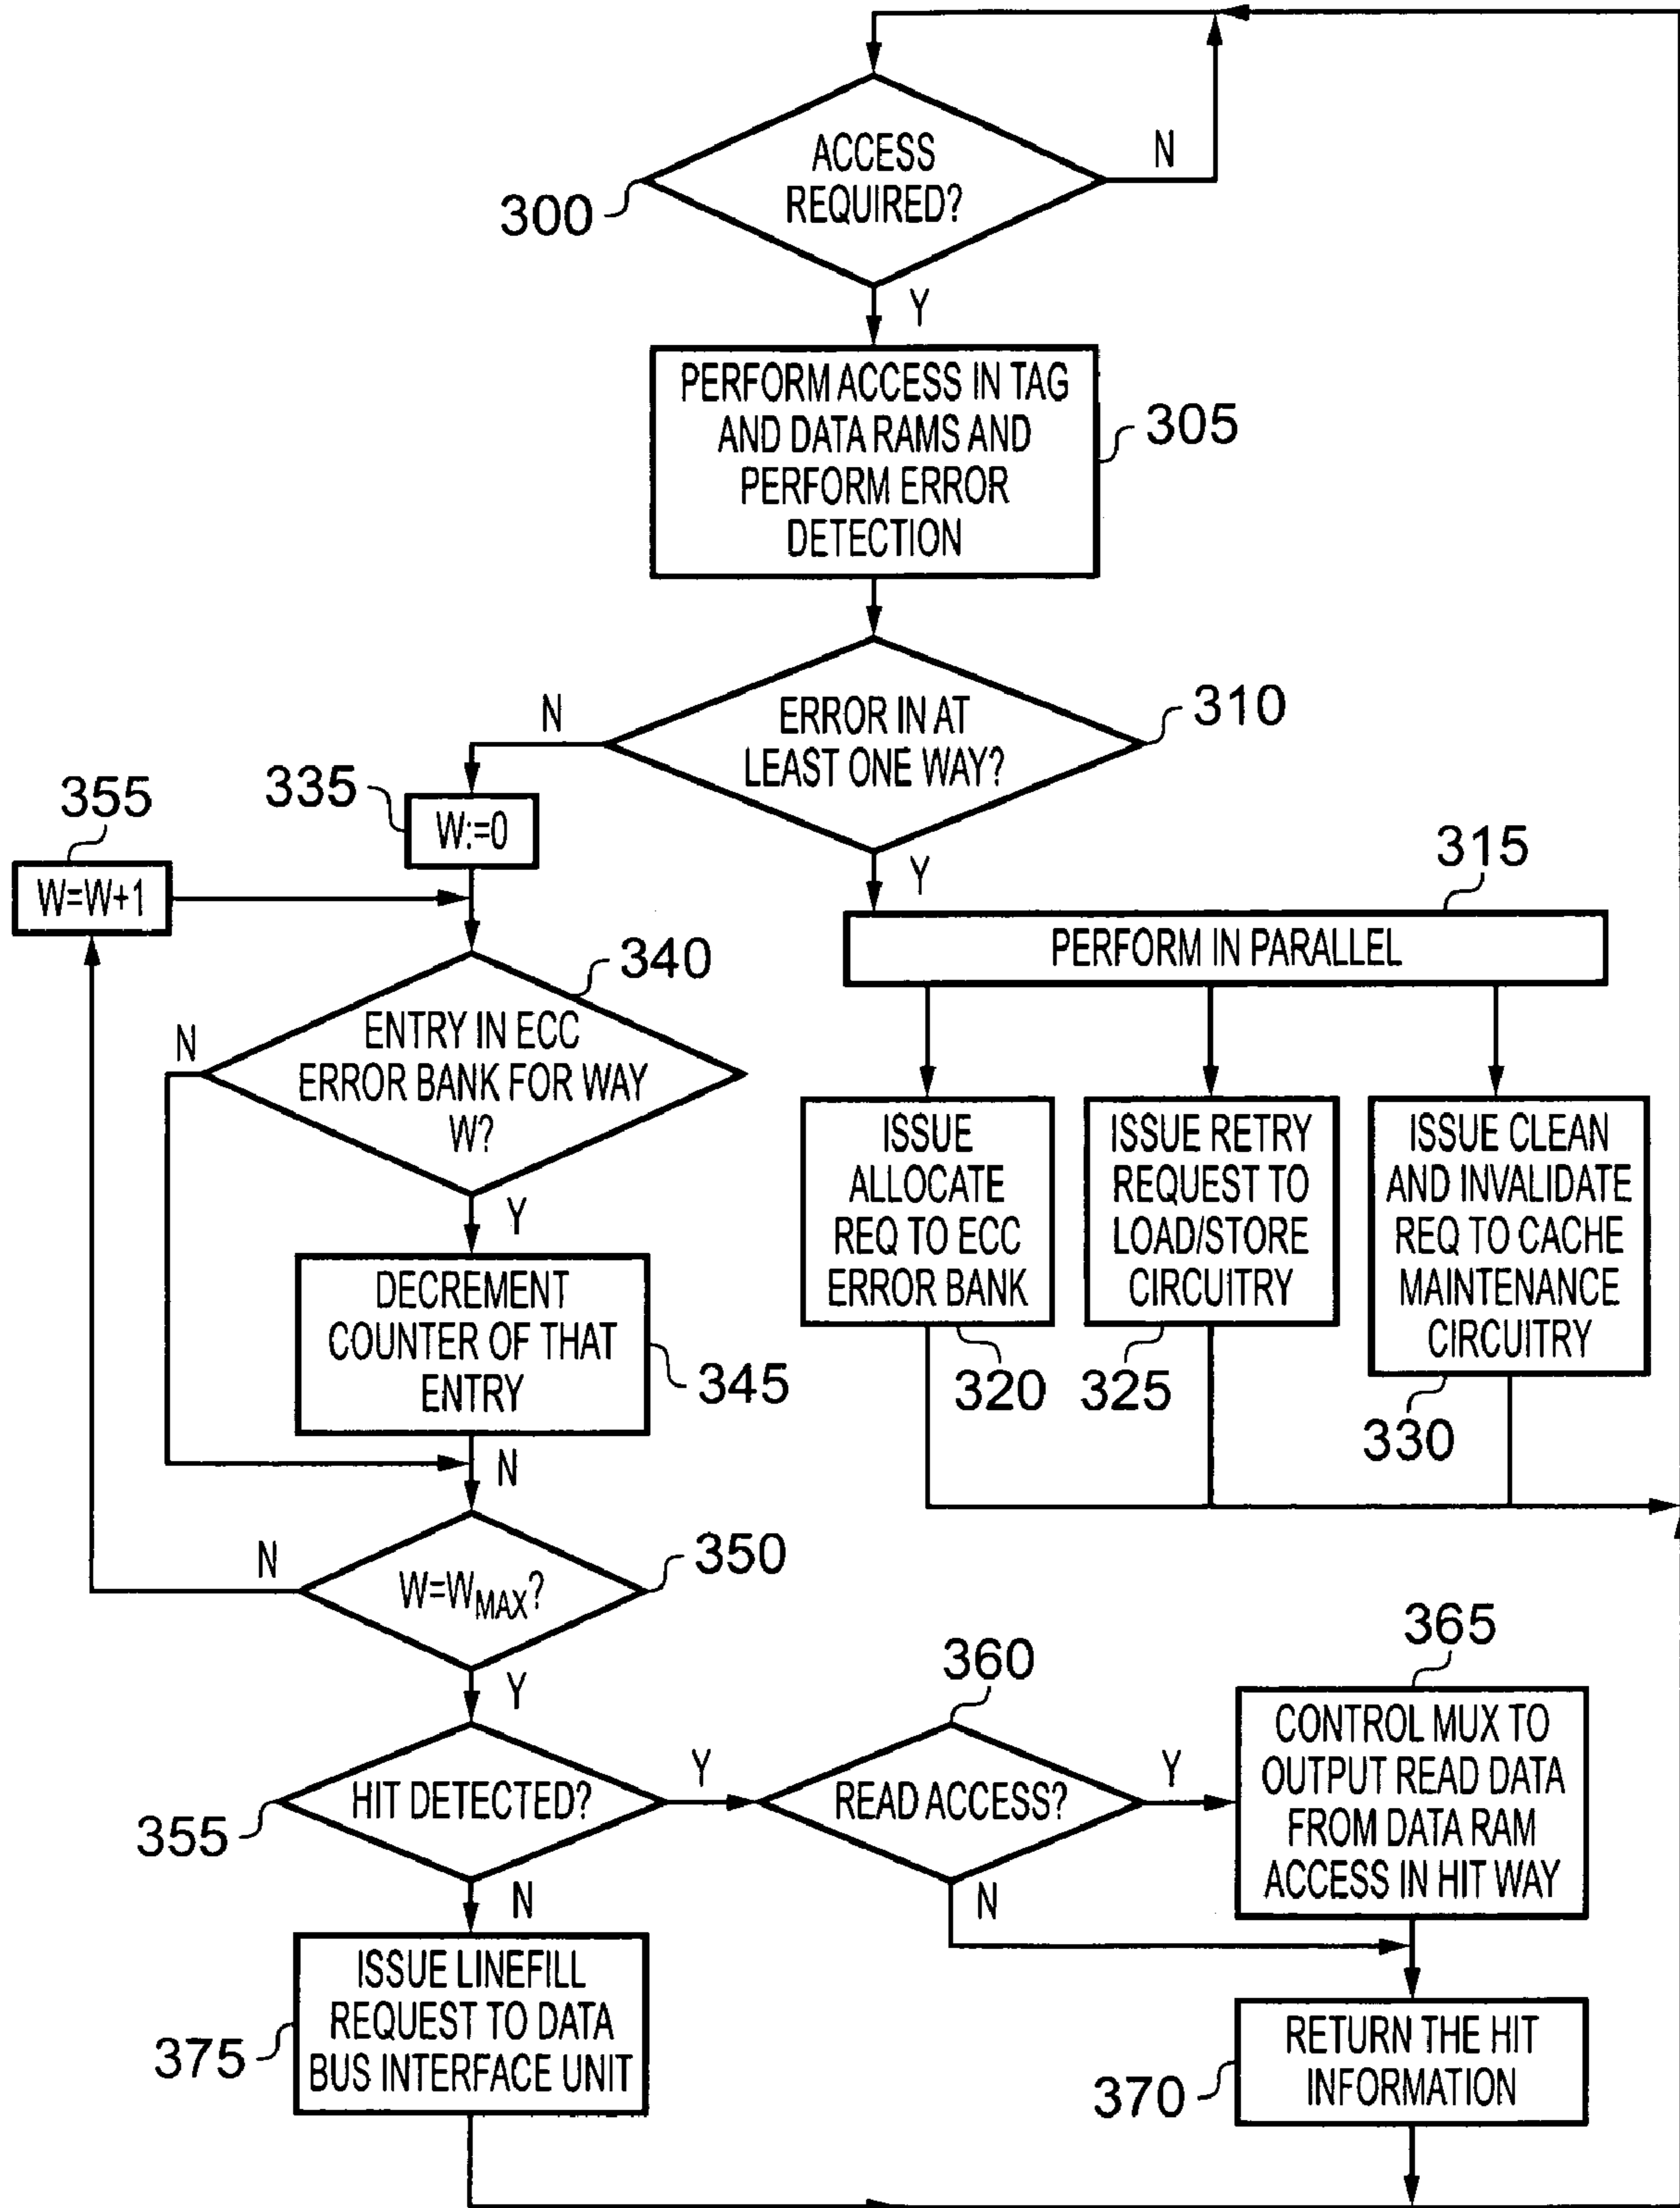 ACCESS
REQUIRED?
N
300
Y
PERFORM ACCESS IN TAG
AND DATA RAMS AND
PERFORM ERROR
DETECTION
305
ERROR IN AT
LEAST ONE WAY?
310
N
Y
335
W:=0
355
W=W+1
315
PERFORM IN PARALLEL
340
ENTRY IN ECC
ERROR BANK FOR WAY
W?
N
Y
ISSUE
ALLOCATE
REQ TO ECC
ERROR BANK
320
ISSUE RETRY
REQUEST TO
LOAD/STORE
CIRCUITRY
325
ISSUE CLEAN
AND INVALIDATE
REQ TO CACHE
MAINTENANCE
CIRCUITRY
330
DECREMENT
COUNTER OF THAT
ENTRY
345
N
W=WMAX?
350
N
Y
HIT DETECTED?
355
Y
N
360
READ ACCESS?
Y
N
365
CONTROL MUX TO
OUTPUT READ DATA
FROM DATA RAM
ACCESS IN HIT WAY
ISSUE LINEFILL
REQUEST TO DATA
BUS INTERFACE UNIT
375
RETURN THE HIT
INFORMATION
370